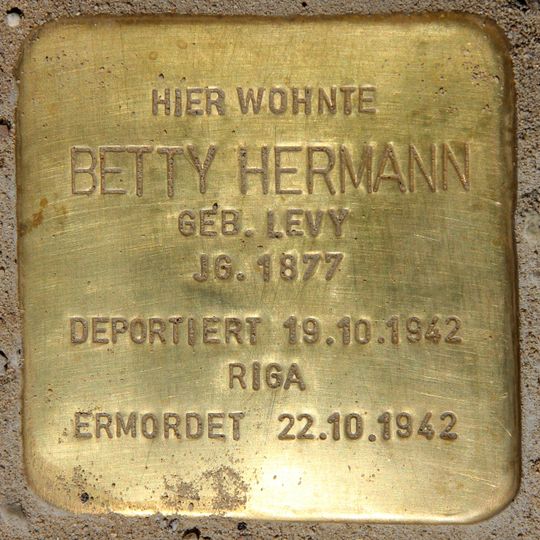 HIER WOHNTE
BETTY HERMANN
GEB. LEVY
JG. 1877
DEPORTIERT 19.10.1942
RIGA
ERMORDET 22.10.1942